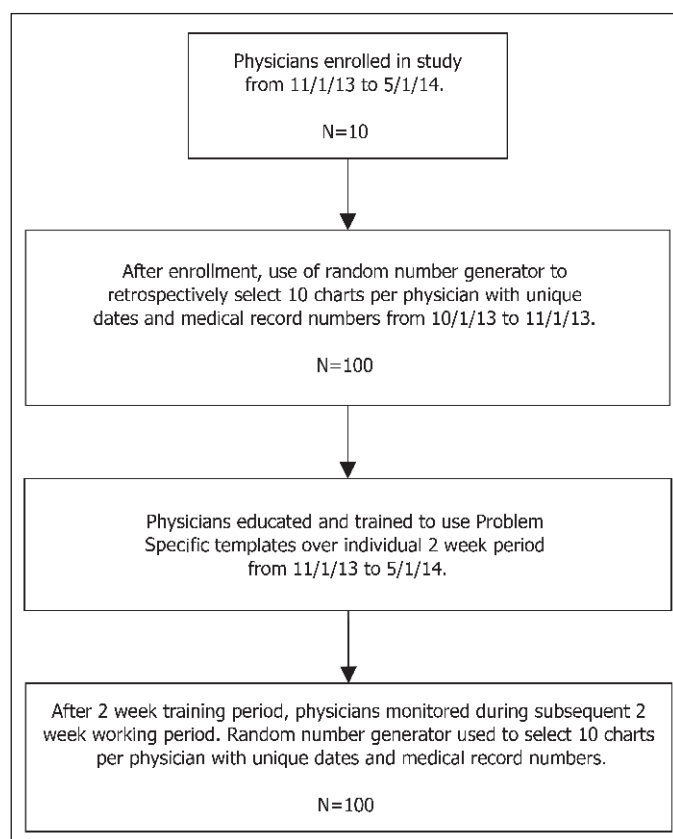 Physicians enrolled in study
from 11/1/13 to 5/1/14.
N=10
After enrollment, use of random number generator to
retrospectively select 10 charts per physician with unique
dates and medical record numbers from 10/1/13 to 11/1/13.
N=100
Physicians educated and trained to use Problem
Specific templates over individual 2 week period
from 11/1/13 to 5/1/14.
After 2 week training period, physicians monitored during subsequent 2
week working period. Random number generator used to select 10 charts
per physician with unique dates and medical record numbers.
N=100